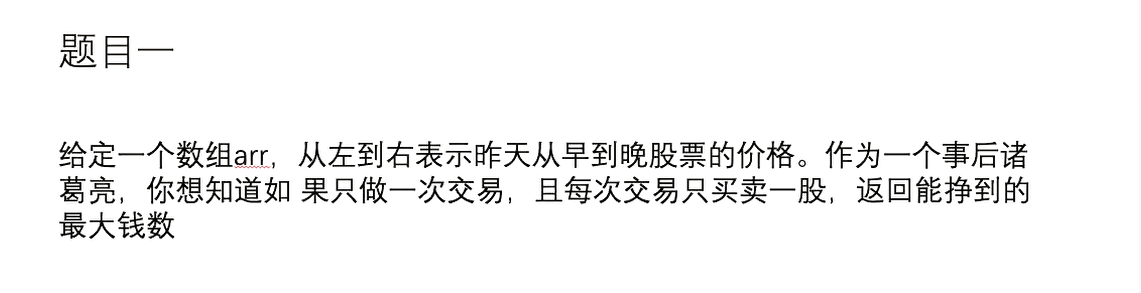 题目一
给定一个数组arr，从左到右表示昨天从早到晚股票的价格。作为一个事后诸
葛亮，你想知道如 果只做一次交易，且每次交易只买卖一股，返回能挣到的
最大钱数